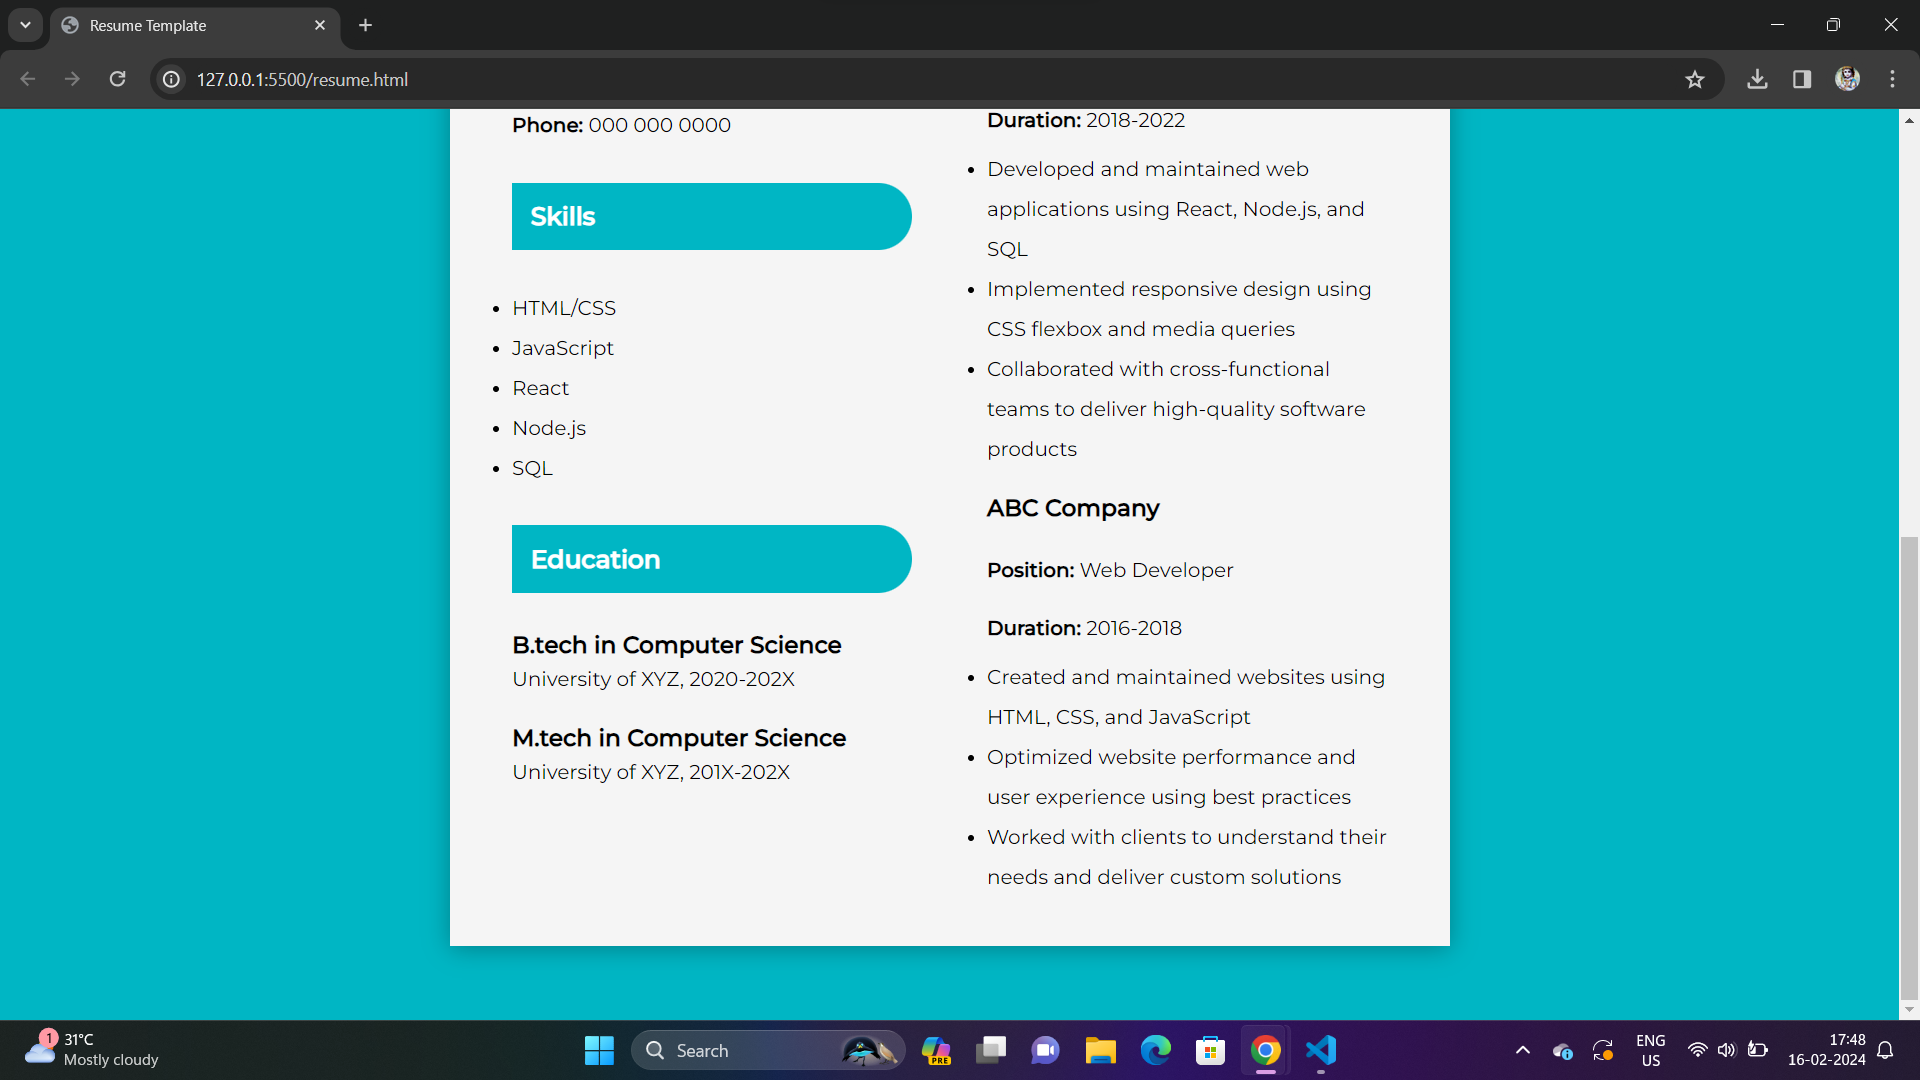 Resume Template
127.0.0.1:5500/resume.html
Phone: 000 000 0000
Skills
HTML/CSS
JavaScript
React
Node.js
SQL
Education
B.tech in Computer Science
University of XYZ, 2020-202X
M.tech in Computer Science
University of XYZ, 201X-202X
Duration: 2018-2022
Developed and maintained web
applications using React, Node.js, and
SQL
Implemented responsive design using
CSS flexbox and media queries
Collaborated with cross-functional
teams to deliver high-quality software
products
ABC Company
Position: Web Developer
Duration: 2016-2018
Created and maintained websites using
HTML, CSS, and JavaScript
Optimized website performance and
user experience using best practices
Worked with clients to understand their
needs and deliver custom solutions
1
31°C
Mostly cloudy
Search
PRE
ENG
US
17:48
16-02-2024